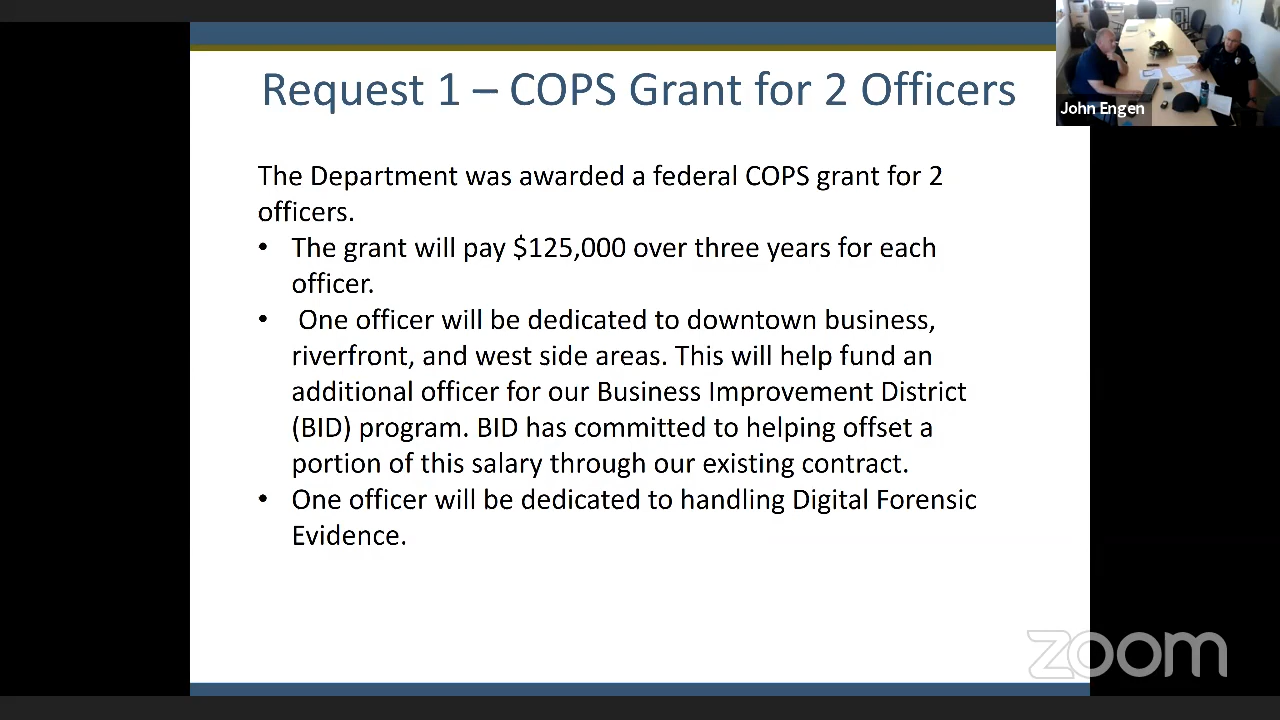 Request 1 – COPS Grant for 2 Officers
John Engen
The Department was awarded a federal COPS grant for 2
officers.
• The grant will pay $125,000 over three years for each
officer.
• One officer will be dedicated to downtown business,
riverfront, and west side areas. This will help fund an
additional officer for our Business Improvement District
(BID) program. BID has committed to helping offset a
portion of this salary through our existing contract.
• One officer will be dedicated to handling Digital Forensic
Evidence.
zoom